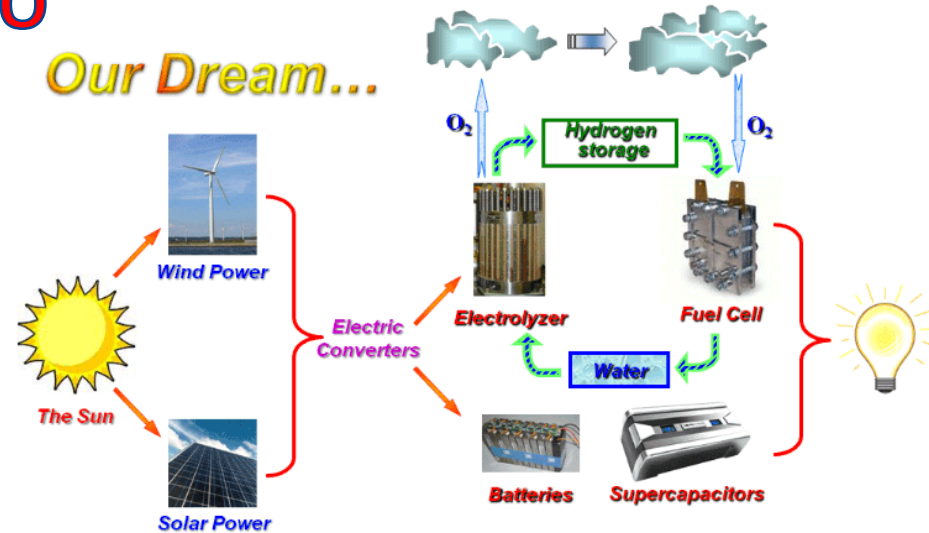 U
Our Dream...
O₂
Hydrogen
storage
O₂
Wind Power
Electric
Converters
Electrolyzer
Fuel Cell
Water
The Sun
Batteries
Supercapacitors
Solar Power